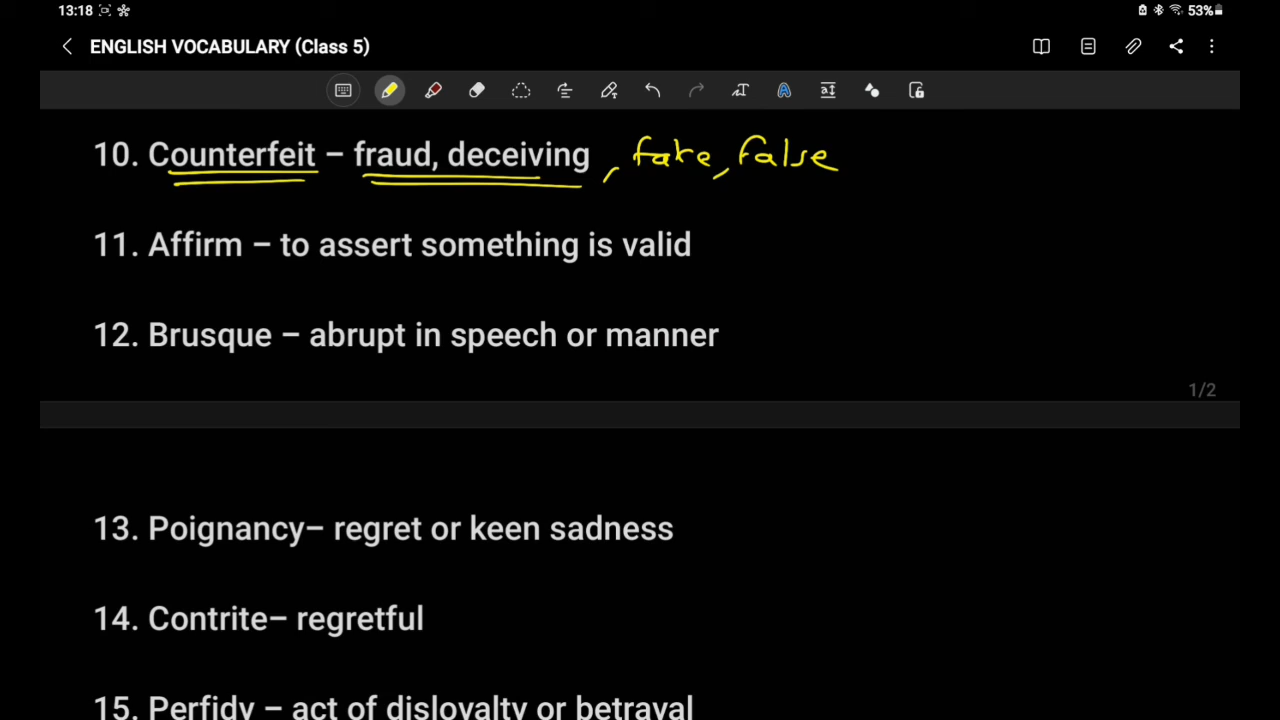 13:18 53%
ENGLISH VOCABULARY (Class 5)
10. Counterfeit – fraud, deceiving , fake, false
11. Affirm – to assert something is valid
12. Brusque – abrupt in speech or manner
1/2
13. Poignancy– regret or keen sadness
14. Contrite– regretful
15. Perfidy – act of disloyalty or betrayal